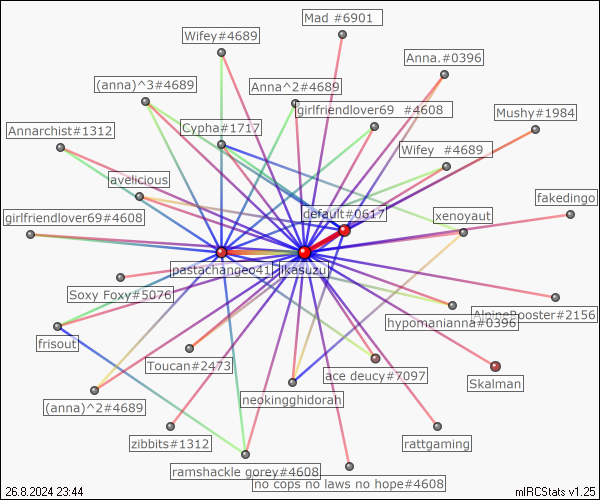 Mad #6901
Wifey#4689
Anna.#0396
(anna)^3#4689
Anna^2#4689
girlfriendlover69 #4608
Mushy#1984
Annarchist#1312
Cypha#1717
Wifey #4689
avelicious
fakedingo
default#0617
girlfriendlover69#4608
xenoyaut
pastachangeo41
likasuzu
Soxy Foxy#5076
AlpineRooster#2156
hypomanianna#0396
frisout
Toucan#2473
ace deucy#7097
Skalman
neokingghidorah
(anna)^2#4689
zibbits#1312
rattgaming
ramshackle gorey#4608
no cops no laws no hope#4608
26.8.2024 23:44
mIRCStats v1.25